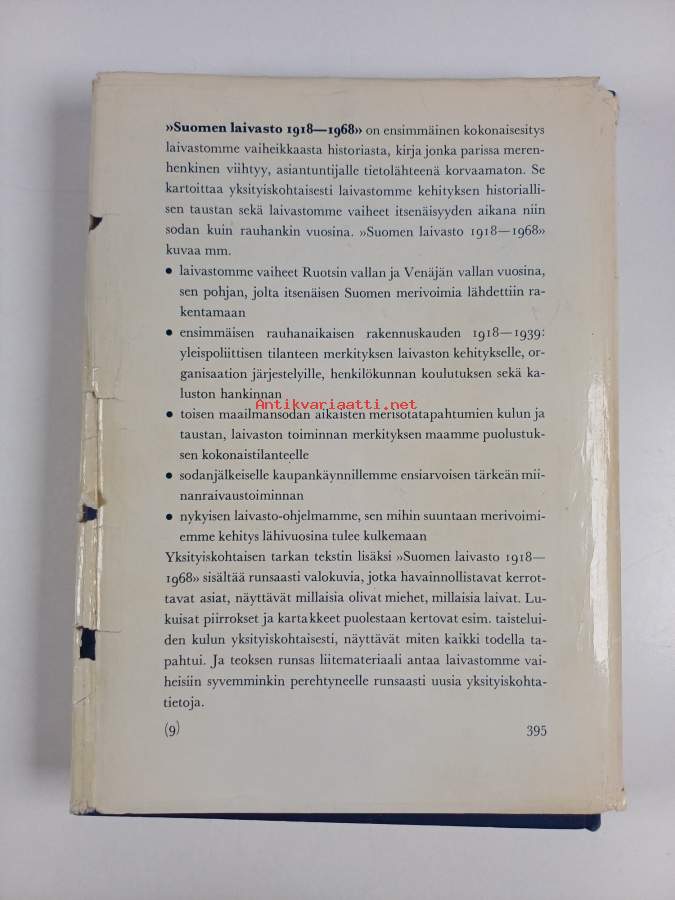 »Suomen laivasto 1918—1968» on ensimmäinen kokonaisesitys
laivastomme vaiheikkaasta historiasta, kirja jonka parissa meren-
henkinen viihtyy, asiantuntijalle tietolähteenä korvaamaton. Se
kartoittaa yksityiskohtaisesti laivastomme kehityksen historialli-
sen taustan sekä laivastomme vaiheet itsenäisyyden aikana niin
sodan kuin rauhankin vuosina. »Suomen laivasto 1918—1968»
kuvaa mm.
• laivastomme vaiheet Ruotsin vallan ja Venäjän vallan vuosina,
sen pohjan, jolta itsenäisen Suomen merivoimia lähdettiin ra-
kentamaan
• ensimmäisen rauhanaikaisen rakennuskauden 1918—1939:
yleispoliittisen tilanteen merkityksen laivaston kehitykselle, or-
ganisaation järjestelyille, henkilökunnan koulutuksen sekä ka-
luston hankinnan
Antikvariaatti.net
• toisen maailmansodan aikaisten merisotatapahtumien kulun ja
taustan, laivaston toiminnan merkityksen maamme puolustuk-
sen kokonaistilanteelle
• sodanjälkeiselle kaupankäynnillemme ensiarvoisen tärkeän mii-
nanraivaustoiminnan
• nykyisen laivasto-ohjelmamme, sen mihin suuntaan merivoimi-
emme kehitys lähivuosina tulee kulkemaan
Yksityiskohtaisen tarkan tekstin lisäksi »Suomen laivasto 1918—
1968» sisältää runsaasti valokuvia, jotka havainnollistavat kerrot-
tavat asiat, näyttävät millaisia olivat miehet, millaisia laivat. Lu-
kuisat piirrokset ja kartakkeet puolestaan kertovat esim. taistelui-
den kulun yksityiskohtaisesti, näyttävät miten kaikki todella ta-
pahtui. Ja teoksen runsas liitemateriaali antaa laivastomme vai-
heisiin syvemminkin perehtyneelle runsaasti uusia yksityiskohta-
tietoja.
(9) 395